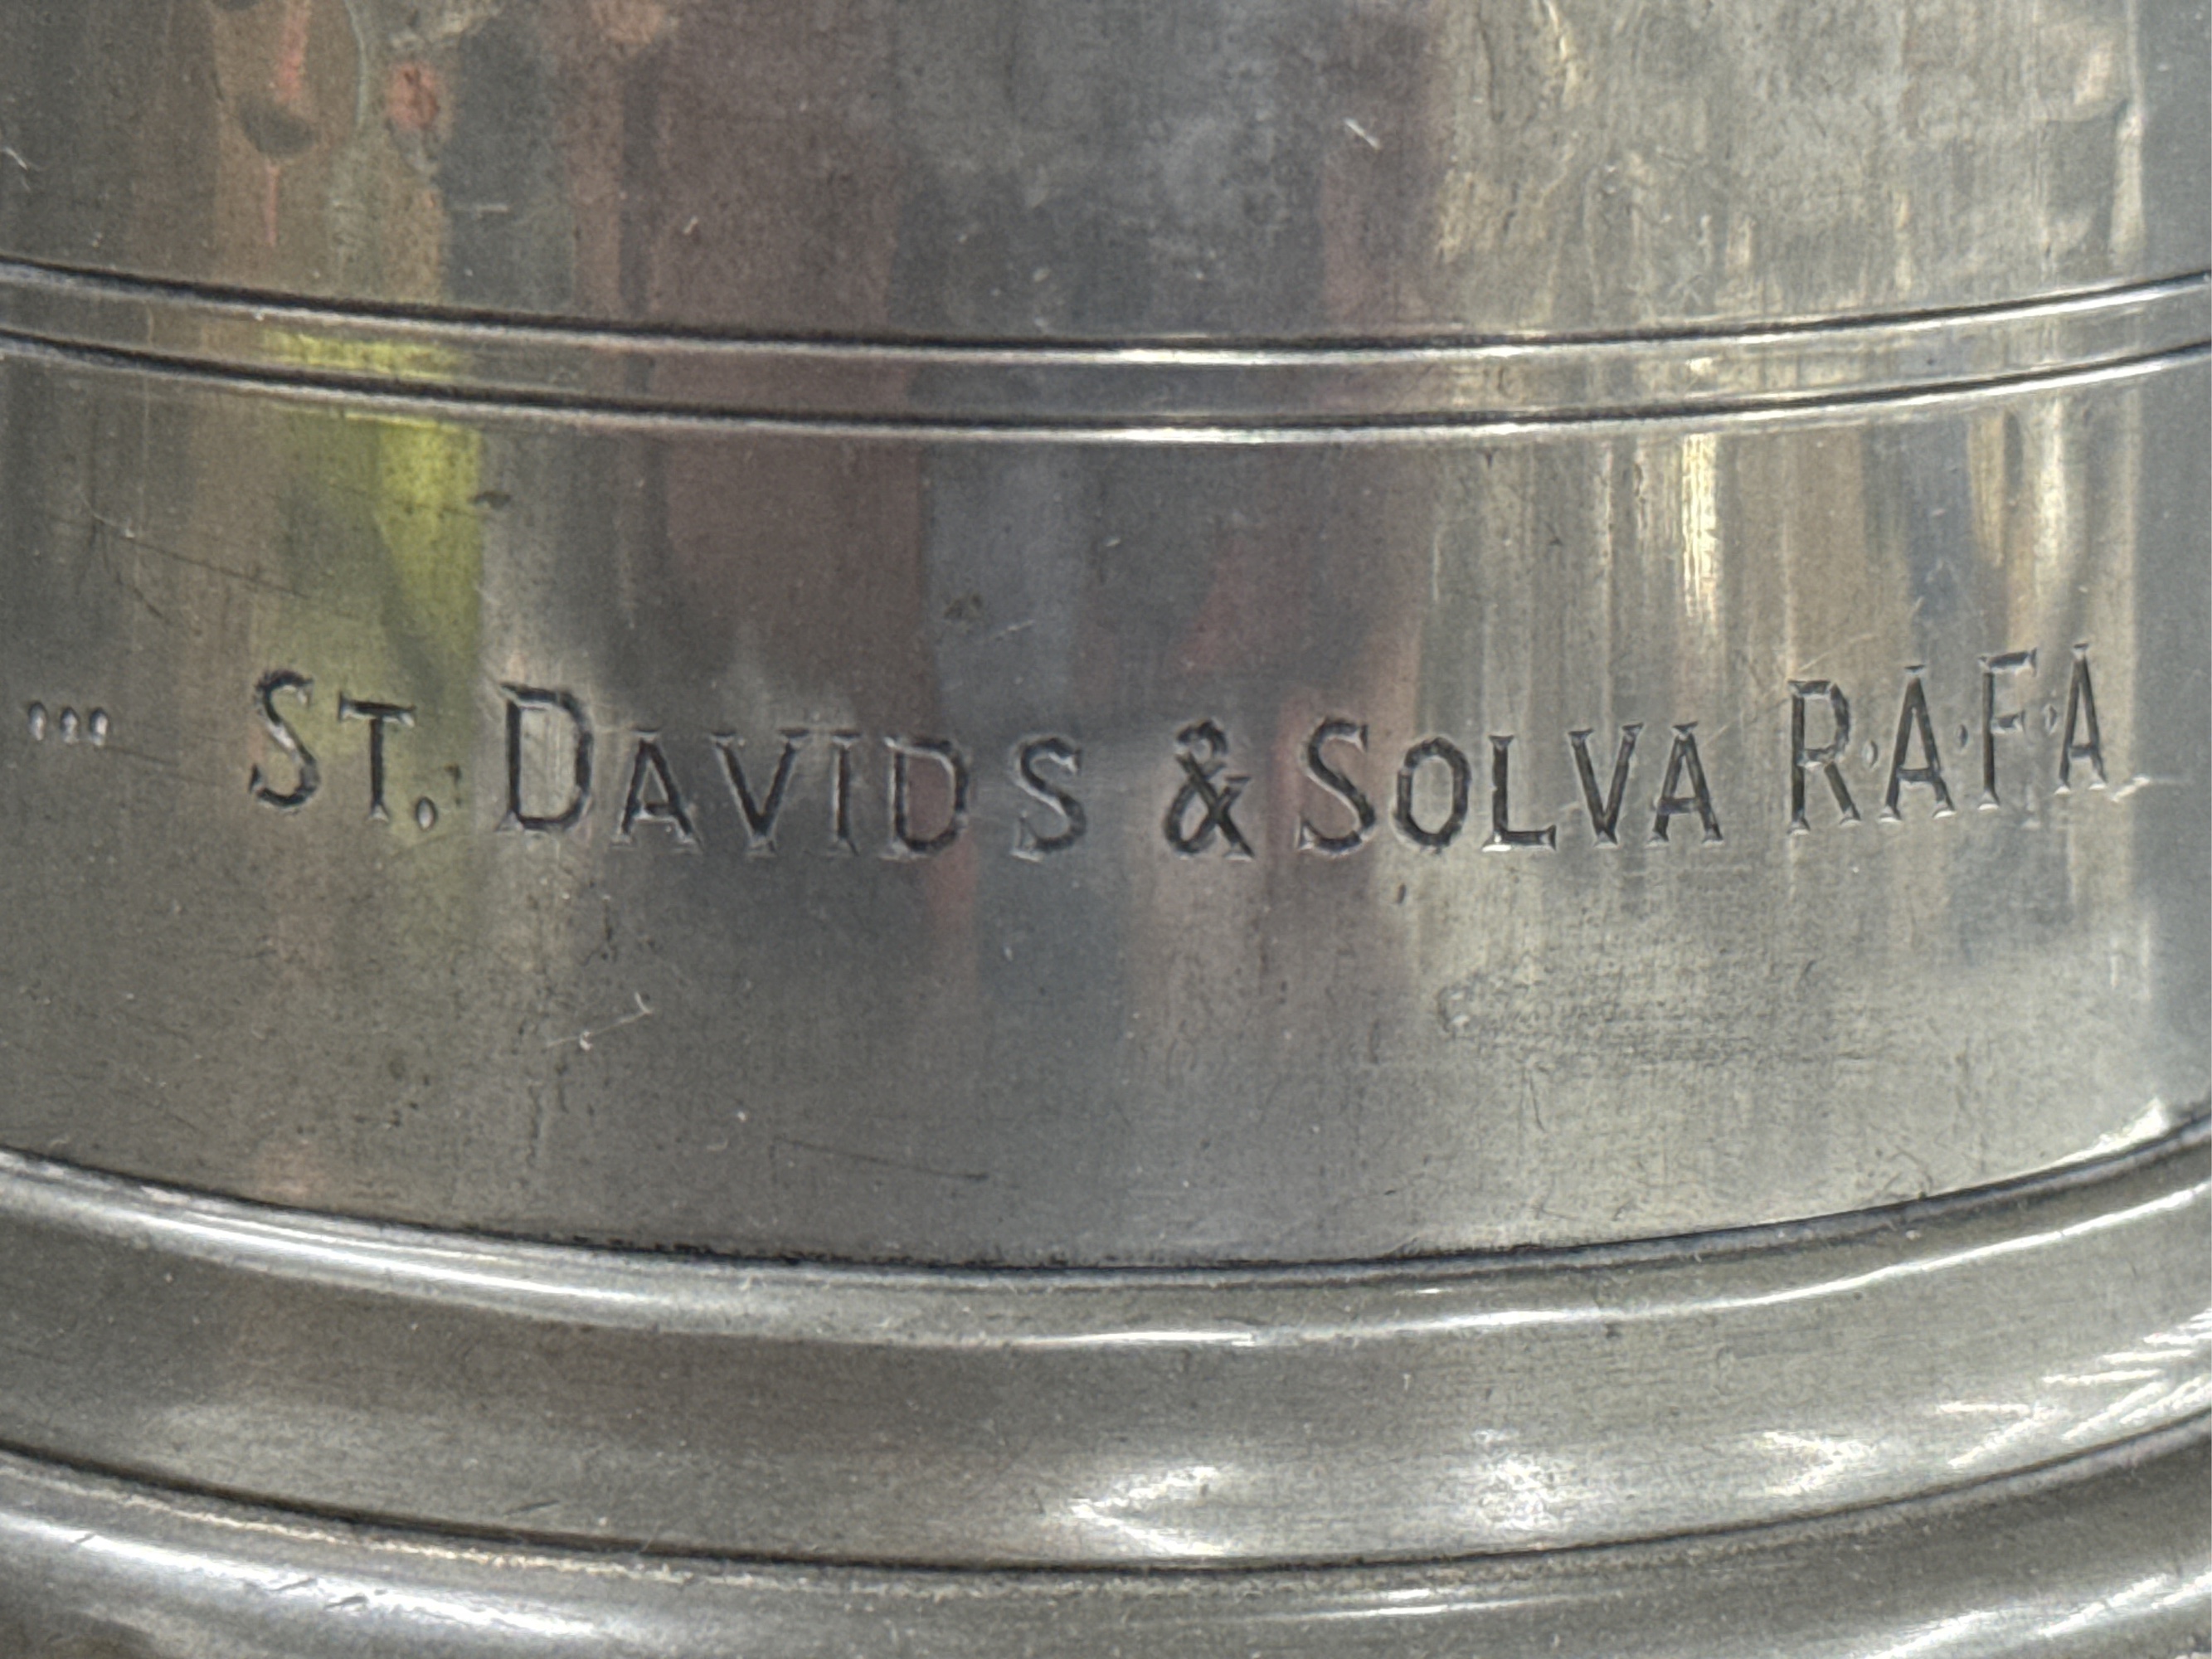 ••• ST. DAVIDS & SOLVA R.A.F.A